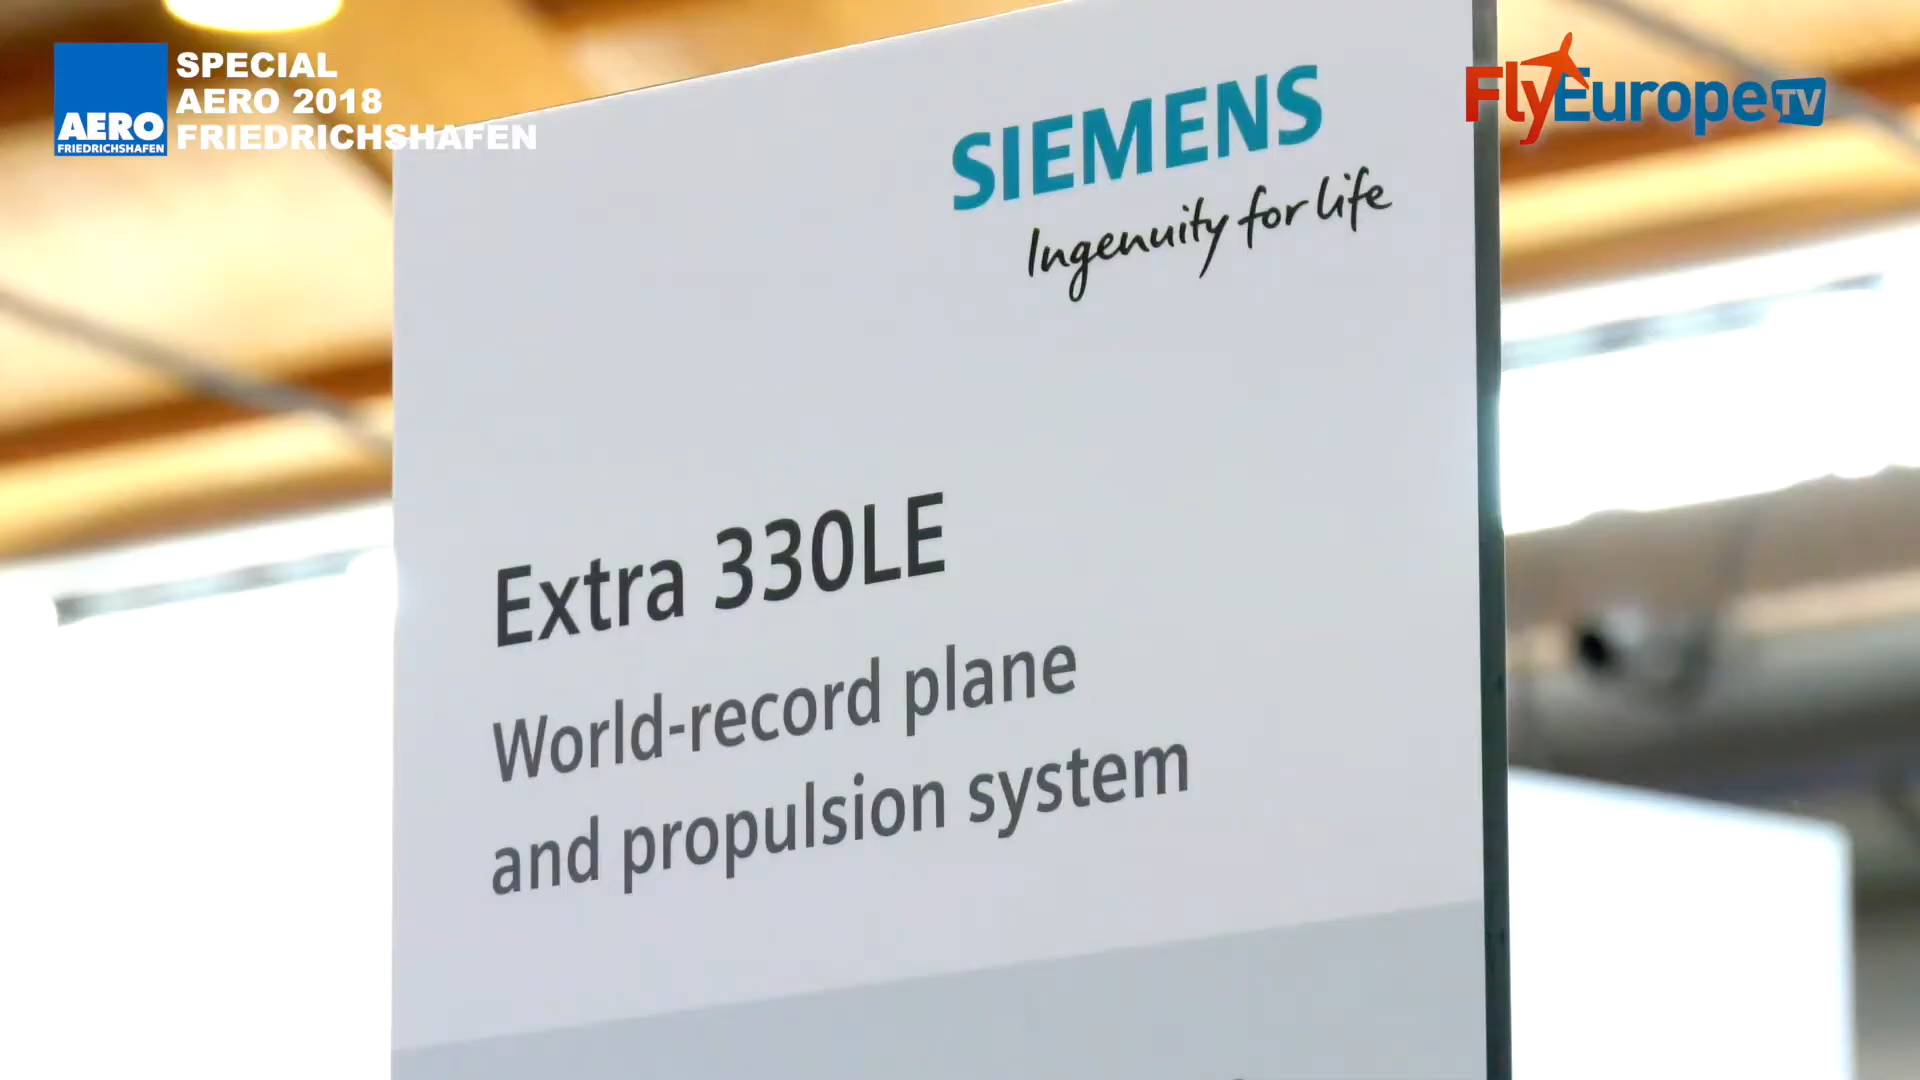 AERO
FRIEDRICHSHAFEN
SPECIAL
AERO 2018
FRIEDRICHSHAFEN
FlyEuropeTV
SIEMENS
Ingenuity for life
Extra 330LE
World-record plane
and propulsion system